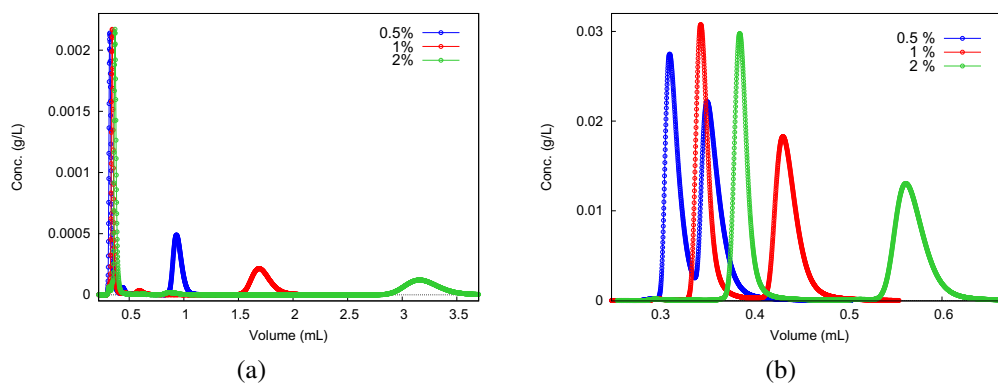 0.5%
1%
2%
0.002
0.0015
0.001
0.0005
0
Conc. (g/L)
0.5 1 1.5 2 2.5 3 3.5
Volume (mL)
(a)
0.5 %
1 %
2 %
0.03
0.02
0.01
0
Conc. (g/L)
0.3 0.4 0.5 0.6
Volume (mL)
(b)